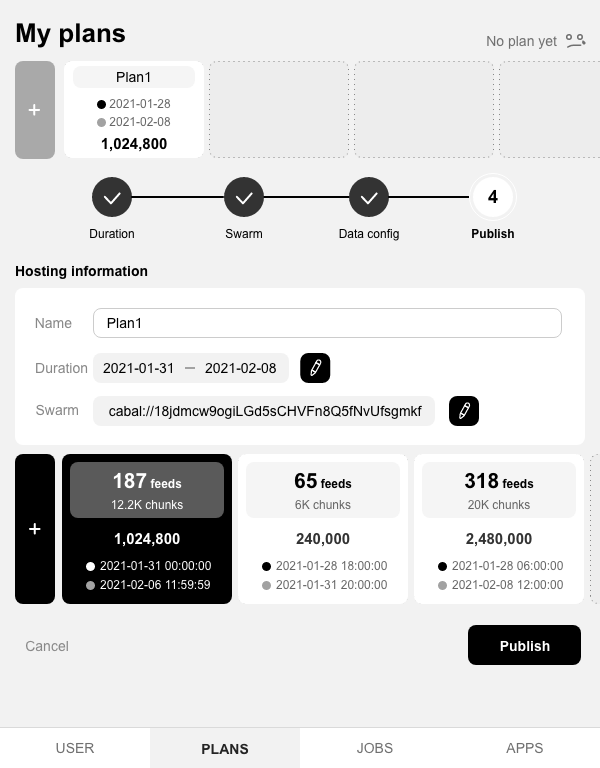 My plans
No plan yet
+
Plan1
2021-01-28
2021-02-08
1,024,800
4
Duration
Swarm
Data config
Publish
Hosting information
Name
Plan1
Duration
2021-01-31 — 2021-02-08
Swarm
cabal://18jdmcw9ogiLGd5sCHVFn8Q5fNvUfsgmkf
+
187 feeds
12.2K chunks
1,024,800
2021-01-31 00:00:00
2021-02-06 11:59:59
65 feeds
6K chunks
240,000
2021-01-28 18:00:00
2021-01-31 20:00:00
318 feeds
20K chunks
2,480,000
2021-01-28 06:00:00
2021-02-08 12:00:00
Cancel
Publish
USER
PLANS
JOBS
APPS